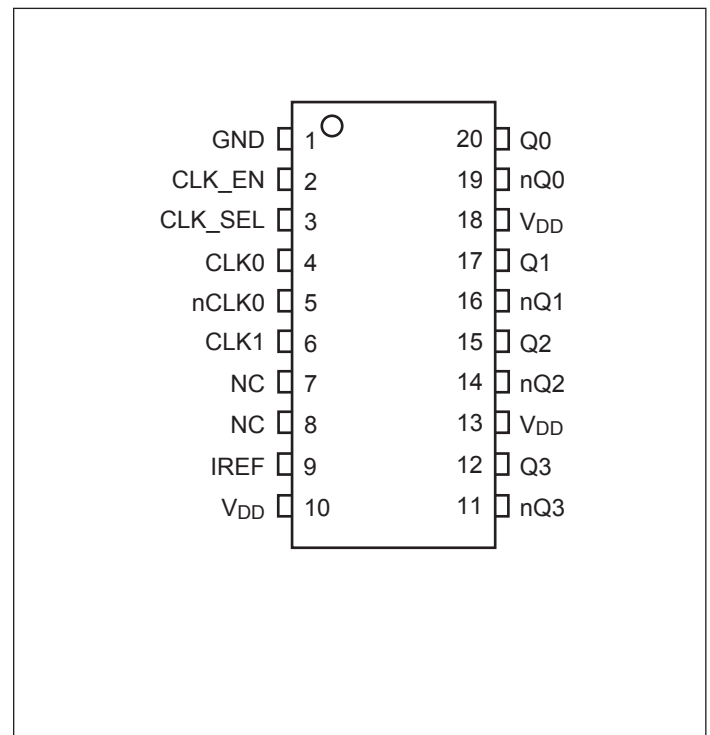 GND 1 20 Q0
CLK_EN 2 19 nQ0
CLK_SEL 3 18 VDD
CLK0 4 17 Q1
nCLK0 5 16 nQ1
CLK1 6 15 Q2
NC 7 14 nQ2
NC 8 13 VDD
IREF 9 12 Q3
VDD 10 11 nQ3